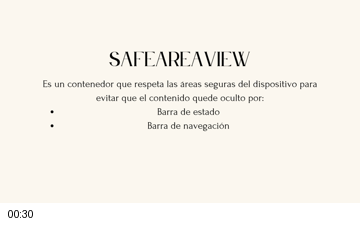 SAFEAREAVIEW
Es un contenedor que respeta las áreas seguras del dispositivo para
evitar que el contenido quede oculto por:
• Barra de estado
• Barra de navegación
00:30